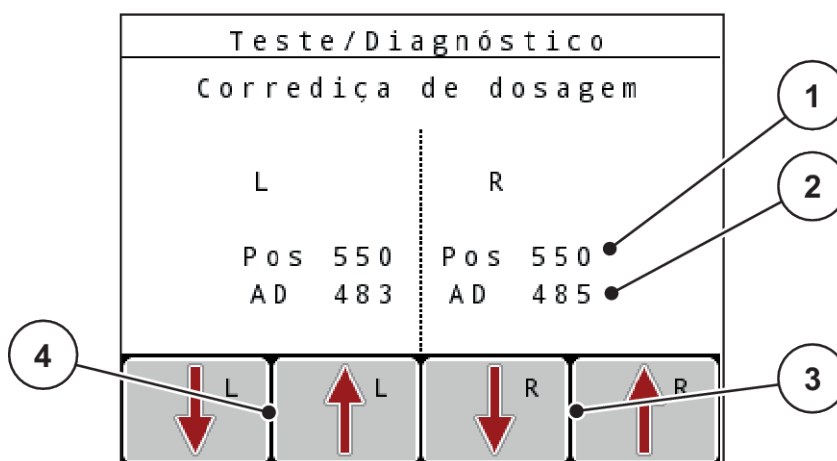 Teste/Diagnóstico
Corrediça de dosagem
1
2
L R
Pos 550 Pos 550
AD 483 AD 485
4
3
L L R R